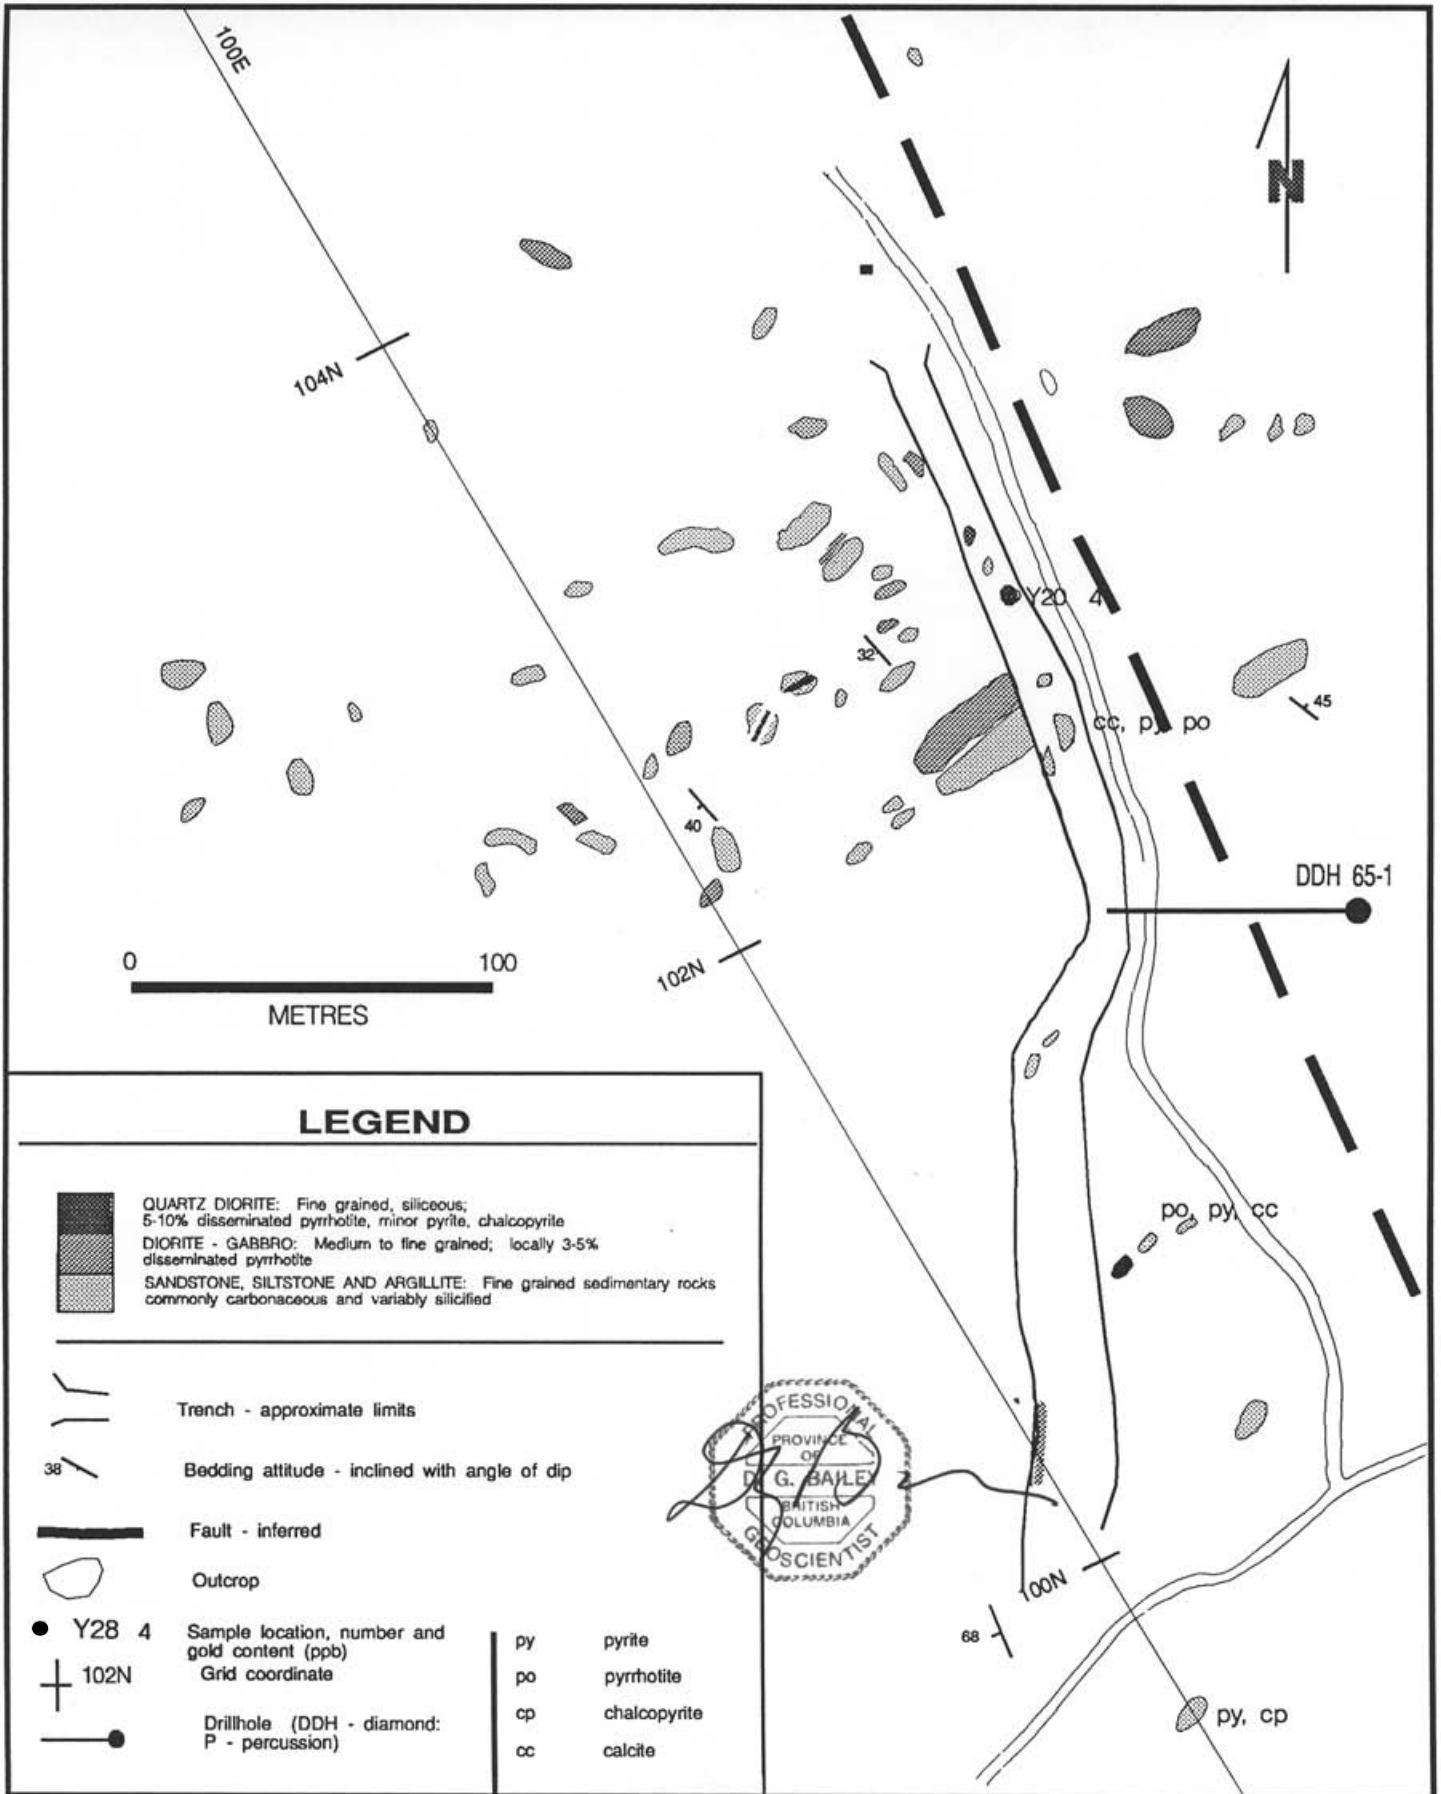 100E
N
104N
Y20 4
32
cc, py, po
45
40
DDH 65-1
102N
0 100
METRES
LEGEND
QUARTZ DIORITE: Fine grained, siliceous;
5-10% disseminated pyrrhotite, minor pyrite, chalcopyrite
DIORITE - GABBRO: Medium to fine grained; locally 3-5%
disseminated pyrrhotite
SANDSTONE, SILTSTONE AND ARGILLITE: Fine grained sedimentary rocks
commonly carbonaceous and variably silicified
Trench - approximate limits
38
Bedding attitude - inclined with angle of dip
Fault - inferred
Outcrop
Y28 4
Sample location, number and
gold content (ppb)
102N
Grid coordinate
Drillhole (DDH - diamond:
P - percussion)
py pyrite
po pyrrhotite
cp chalcopyrite
cc calcite
po, py, cc
PROFESSIONAL
PROVINCE
OF
D. G. BAILEY
BRITISH
COLUMBIA
GEOSCIENTIST
100N
68
py, cp